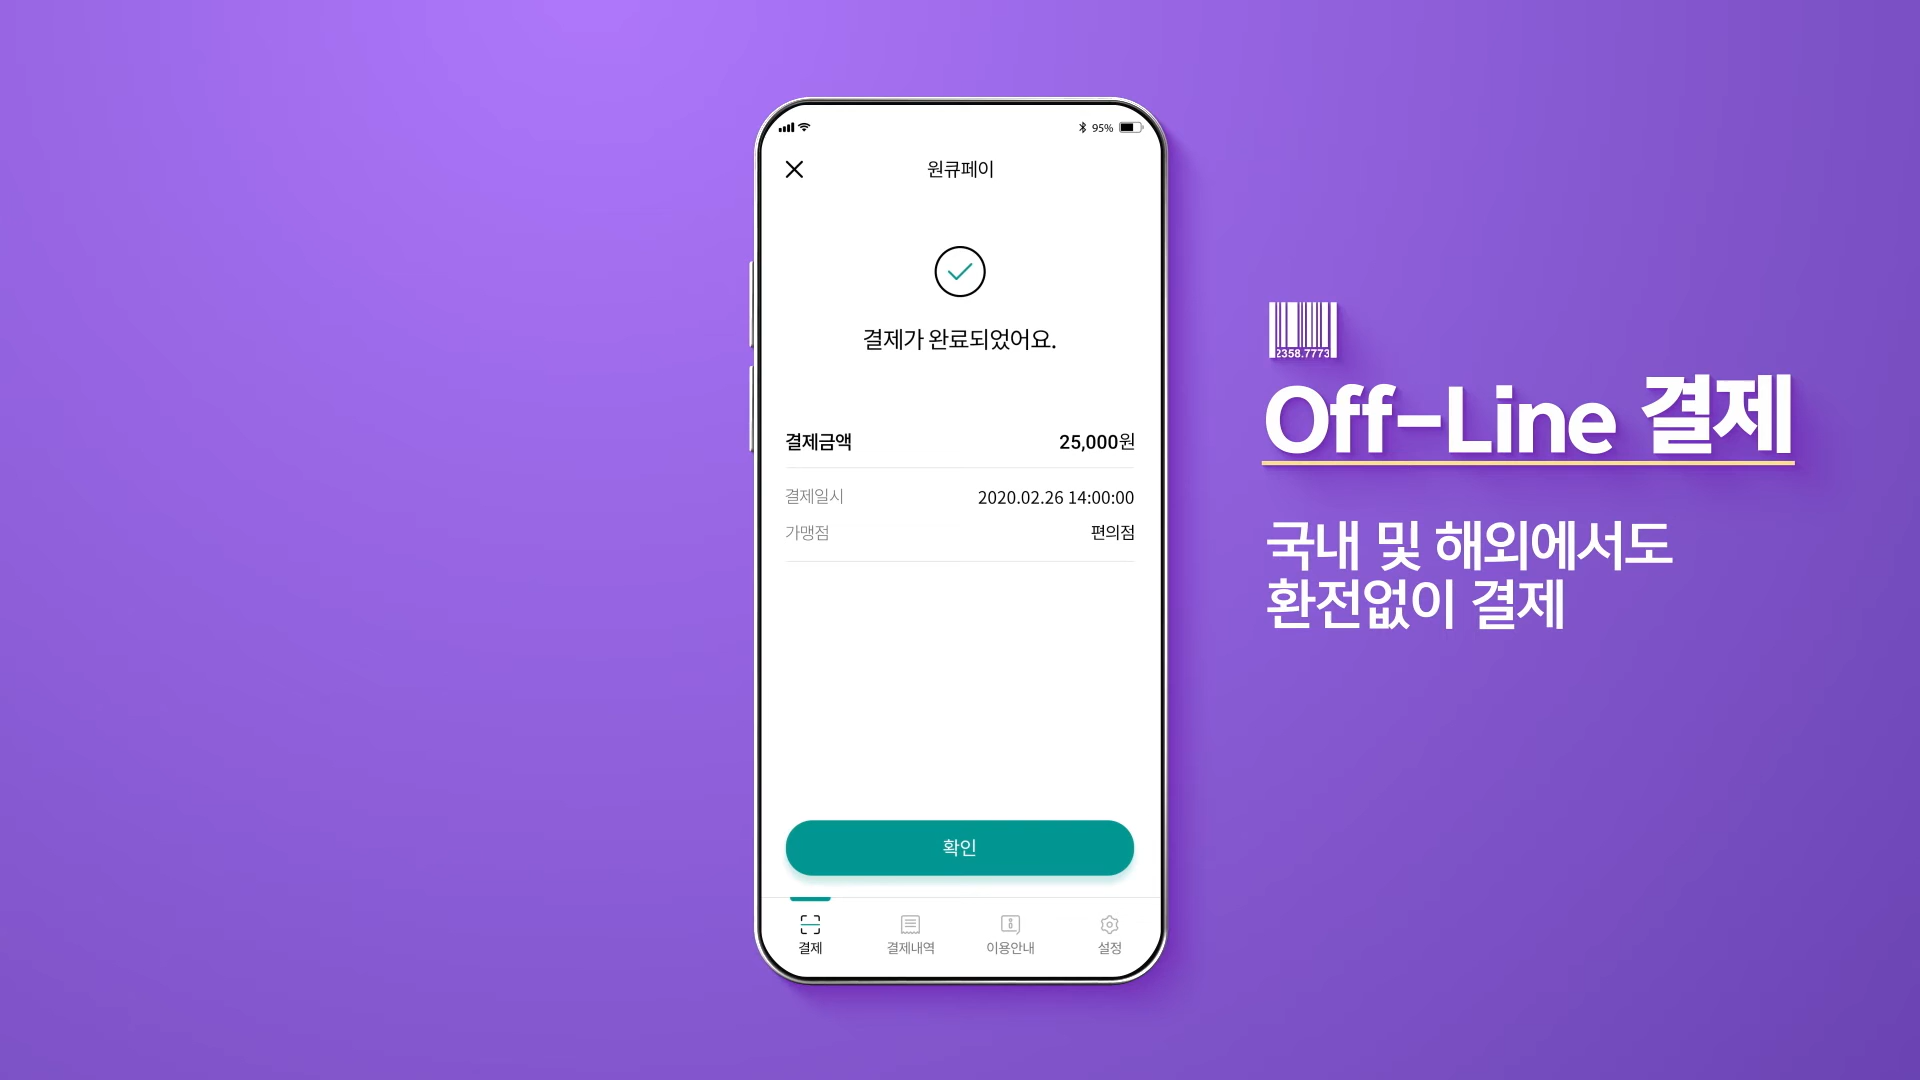 95%
원큐페이
결제가 완료되었어요.
결제금액 25,000원
결제일시 2020.02.26 14:00:00
가맹점 편의점
확인
결제 결제내역 이용안내 설정
2358.7773
Off-Line 결제
국내 및 해외에서도
환전없이 결제